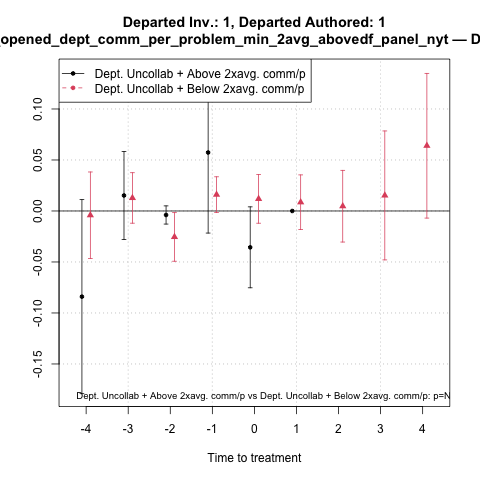 Departed Inv.: 1, Departed Authored: 1
opened_dept_comm_per_problem_min_2avg_abovedf_panel_nyt — D
Dept. Uncollab + Above 2xavg. comm/p
Dept. Uncollab + Below 2xavg. comm/p
0.10
0.05
0.00
-0.05
-0.10
-0.15
Dept. Uncollab + Above 2xavg. comm/p vs Dept. Uncollab + Below 2xavg. comm/p: p=N
-4 -3 -2 -1 0 1 2 3 4
Time to treatment